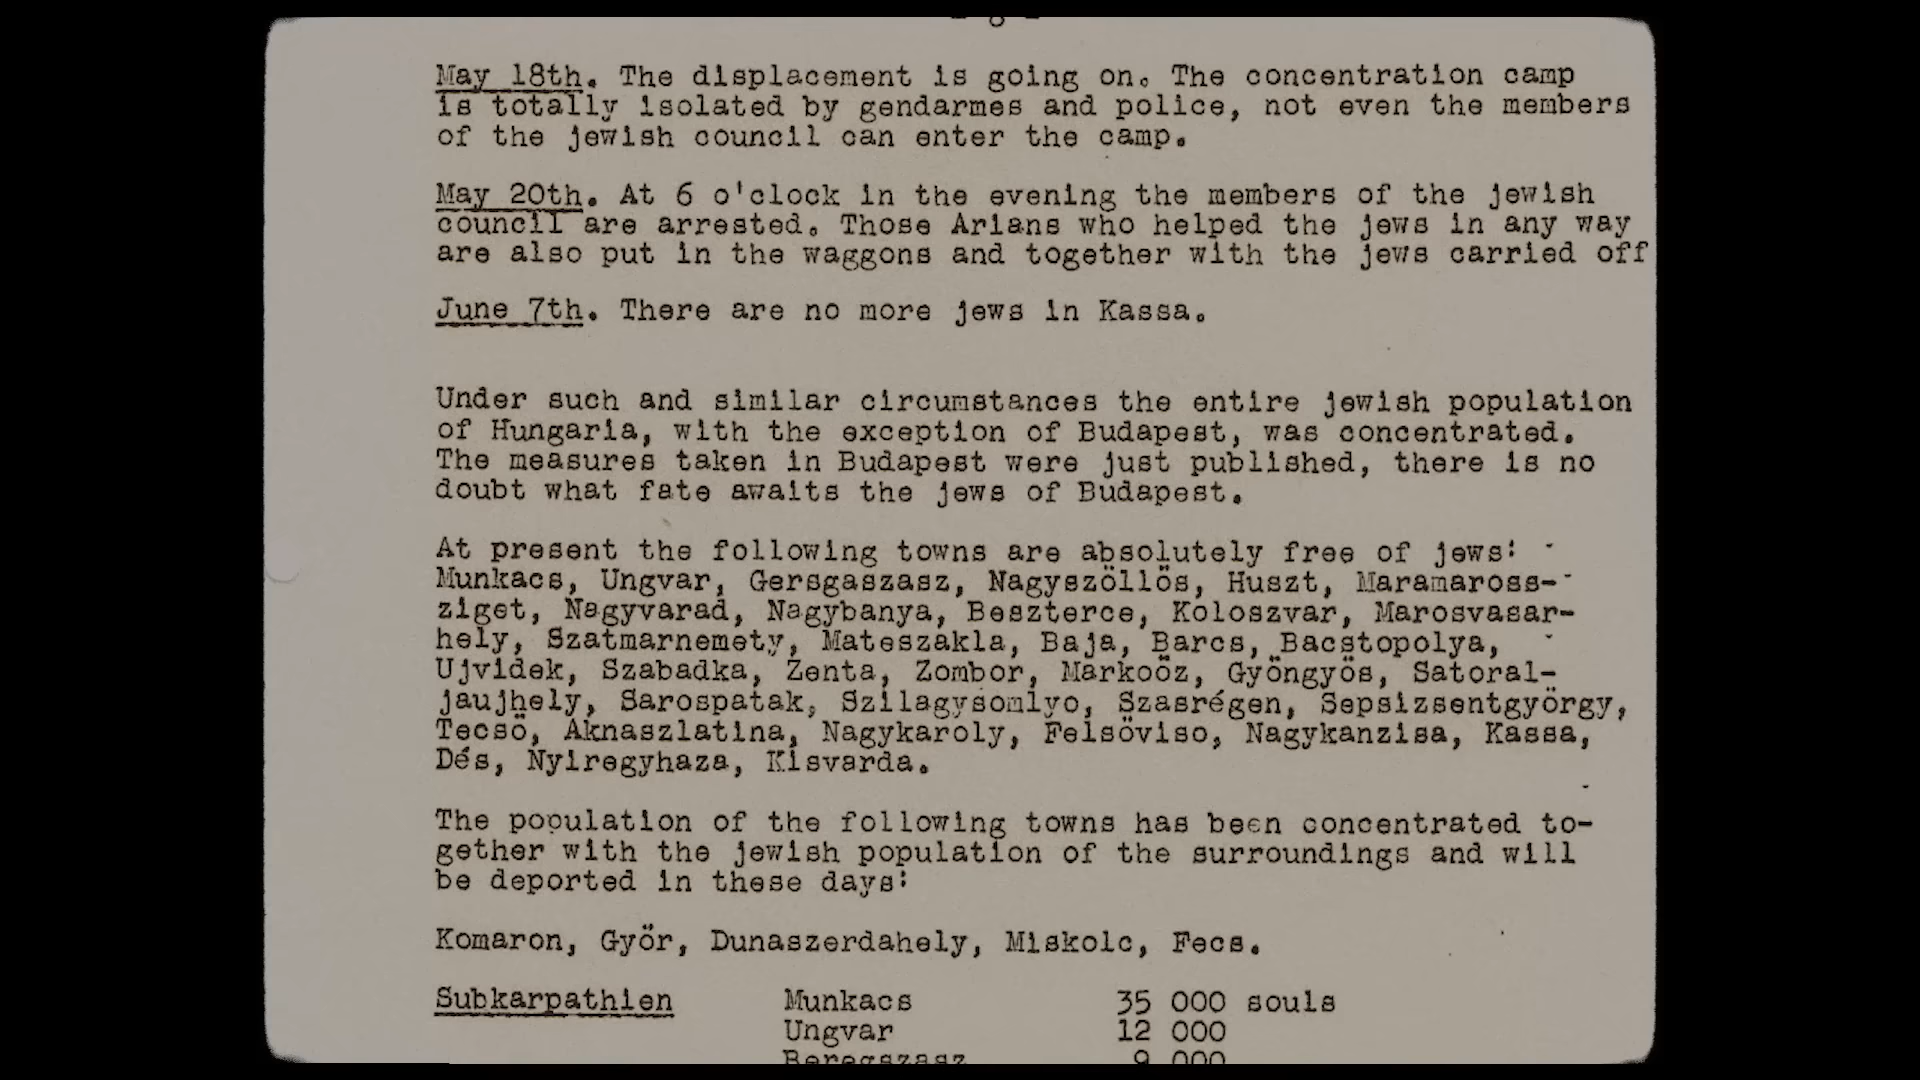 - 8 -
May 18th. The displacement is going on. The concentration camp
is totally isolated by gendarmes and police, not even the members
of the jewish council can enter the camp.
May 20th. At 6 o'clock in the evening the members of the jewish
council are arrested. Those Arians who helped the jews in any way
are also put in the waggons and together with the jews carried off
June 7th. There are no more jews in Kassa.
Under such and similar circumstances the entire jewish population
of Hungaria, with the exception of Budapest, was concentrated.
The measures taken in Budapest were just published, there is no
doubt what fate awaits the jews of Budapest.
At present the following towns are absolutely free of jews:
Munkacs, Ungvar, Gersgaszasz, Nagyszöllös, Huszt, Maramaross-
ziget, Nagyvarad, Nagybanya, Beszterce, Koloszvar, Marosvasar-
hely, Szatmarnemety, Mateszakla, Baja, Barcs, Bacstopolya,
Ujvidek, Szabadka, Zenta, Zombor, Markoöz, Gyöngyös, Satoral-
jaujhely, Sarospatak, Szilagysomlyo, Szasrégen, Sepsizsentgyörgy,
Tecsö, Aknaszlatina, Nagykaroly, Felsöviso, Nagykanzisa, Kassa,
Dés, Nyiregyhaza, Kisvarda.
The population of the following towns has been concentrated to-
gether with the jewish population of the surroundings and will
be deported in these days:
Komaron, Györ, Dunaszerdahely, Miskolc, Fecs.
Subkarpathien Munkacs 35 000 souls
Ungvar 12 000
Beregszasz 9 000